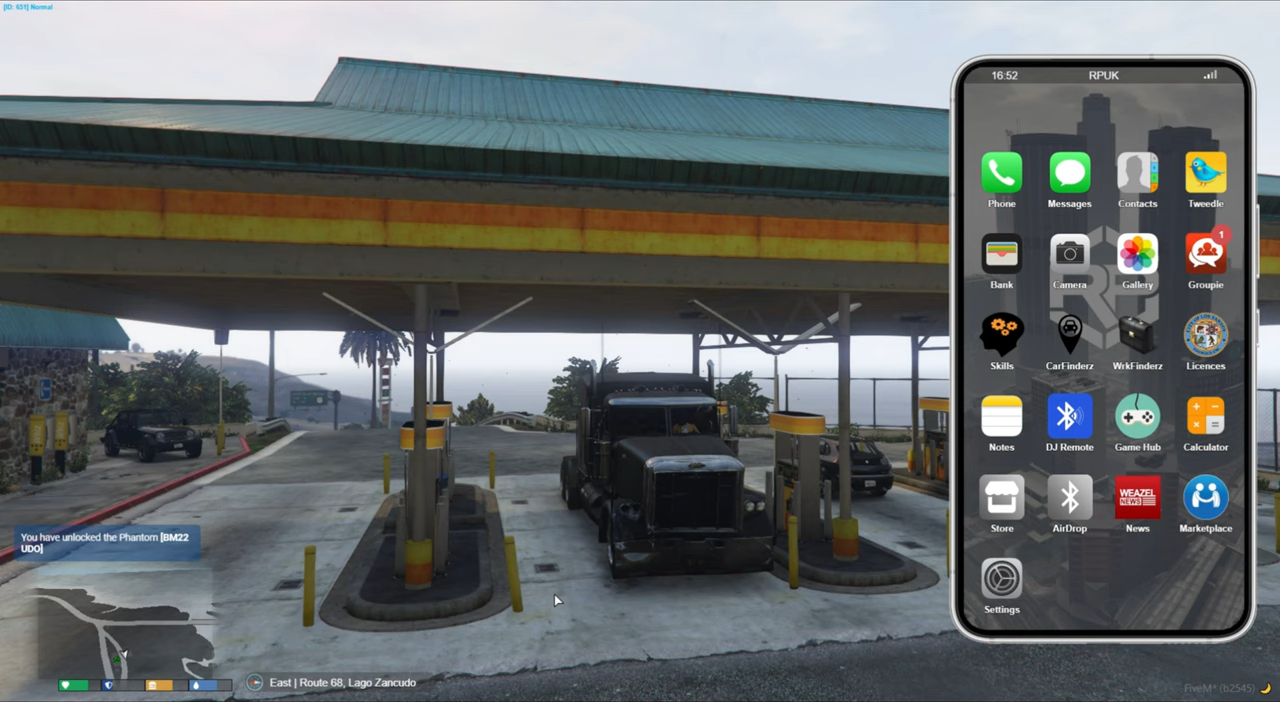 [ID: 651] Normal
16:52 RPUK
Phone Messages Contacts Tweedle
Bank Camera Gallery Groupie
1
RP
Skills CarFinderz WrkFinderz Licences
Notes DJ Remote Game Hub Calculator
WEAZEL
NEWS
Store AirDrop News Marketplace
Settings
You have unlocked the Phantom [BM22
UDO]
East | Route 68, Lago Zancudo
FiveM* (b2545)